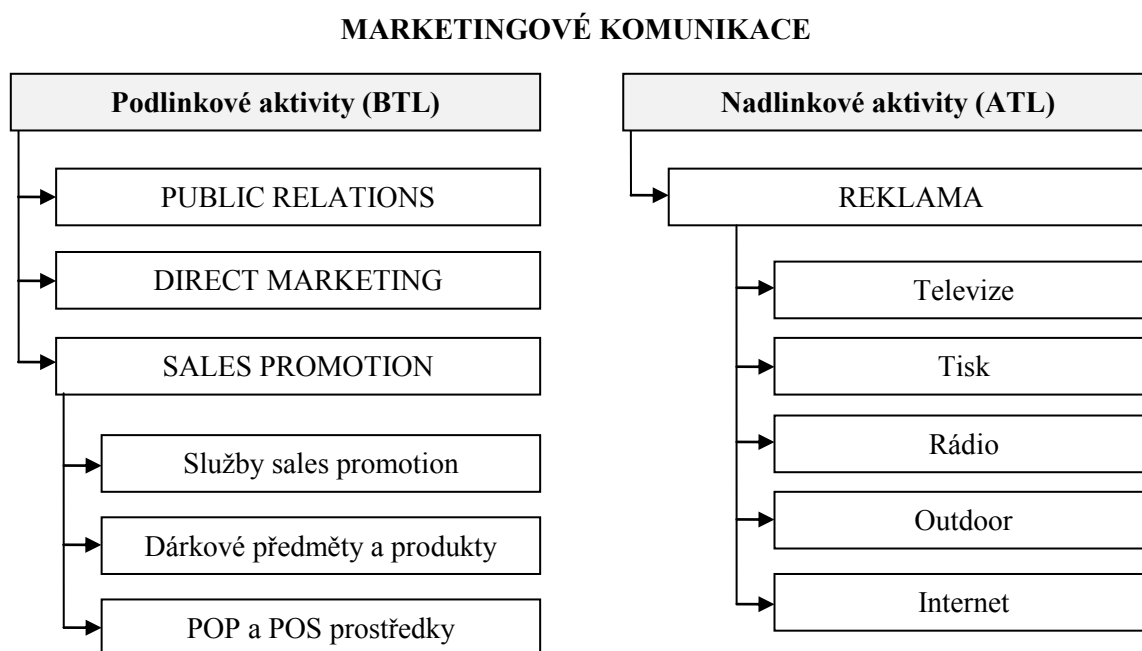 MARKETINGOVÉ KOMUNIKACE
Podlinkové aktivity (BTL)
PUBLIC RELATIONS
DIRECT MARKETING
SALES PROMOTION
Služby sales promotion
Dárkové předměty a produkty
POP a POS prostředky
Nadlinkové aktivity (ATL)
REKLAMA
Televize
Tisk
Rádio
Outdoor
Internet